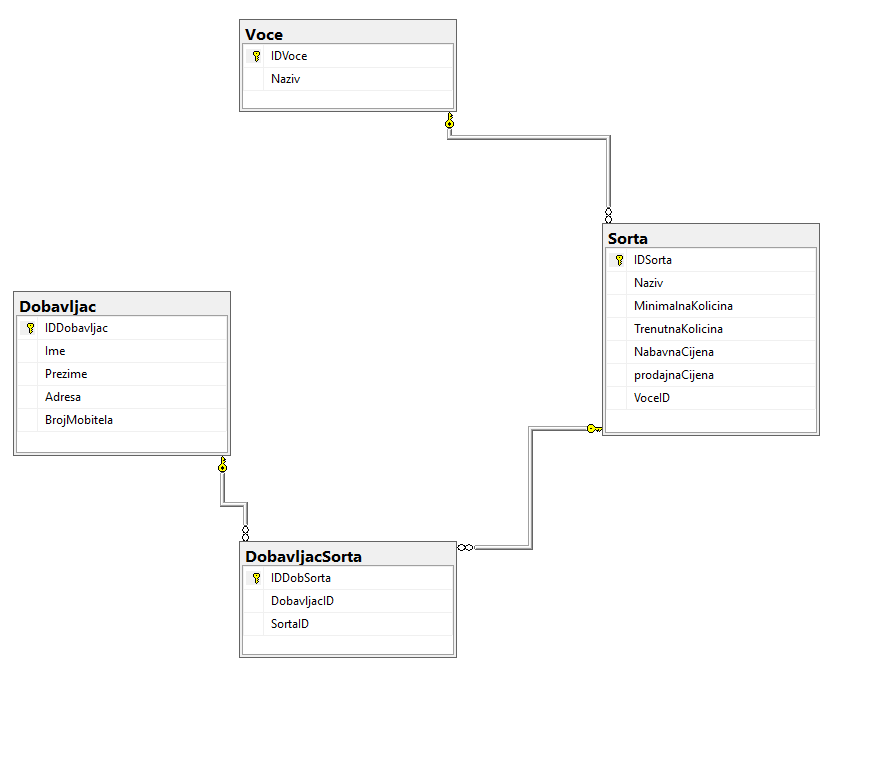 Voce
IDVoce
Naziv
Sorta
IDSorta
Naziv
MinimalnaKolicina
TrenutnaKolicina
NabavnaCijena
prodajnaCijena
VoceID
Dobavljac
IDDobavljac
Ime
Prezime
Adresa
BrojMobitela
DobavljacSorta
IDDobSorta
DobavljacID
SortaID